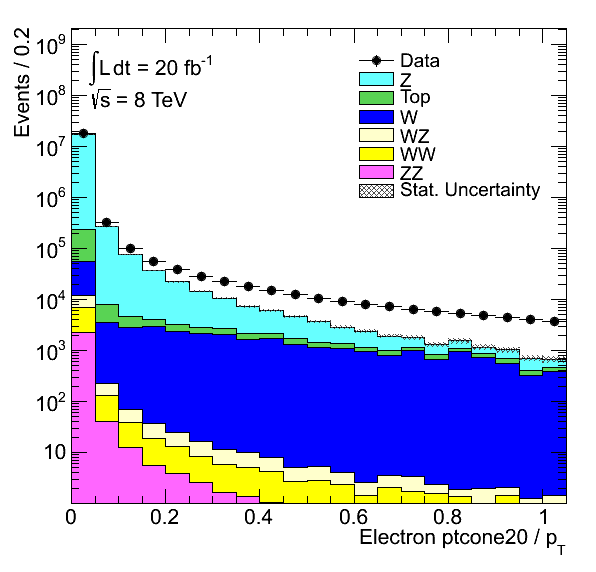 Events / 0.2
10⁹
10⁸
10⁷
10⁶
10⁵
10⁴
10³
10²
10
∫L dt = 20 fb⁻¹
√s = 8 TeV
Data
Z
Top
W
WZ
WW
ZZ
Stat. Uncertainty
0 0.2 0.4 0.6 0.8 1
Electron ptcone20 / p_T